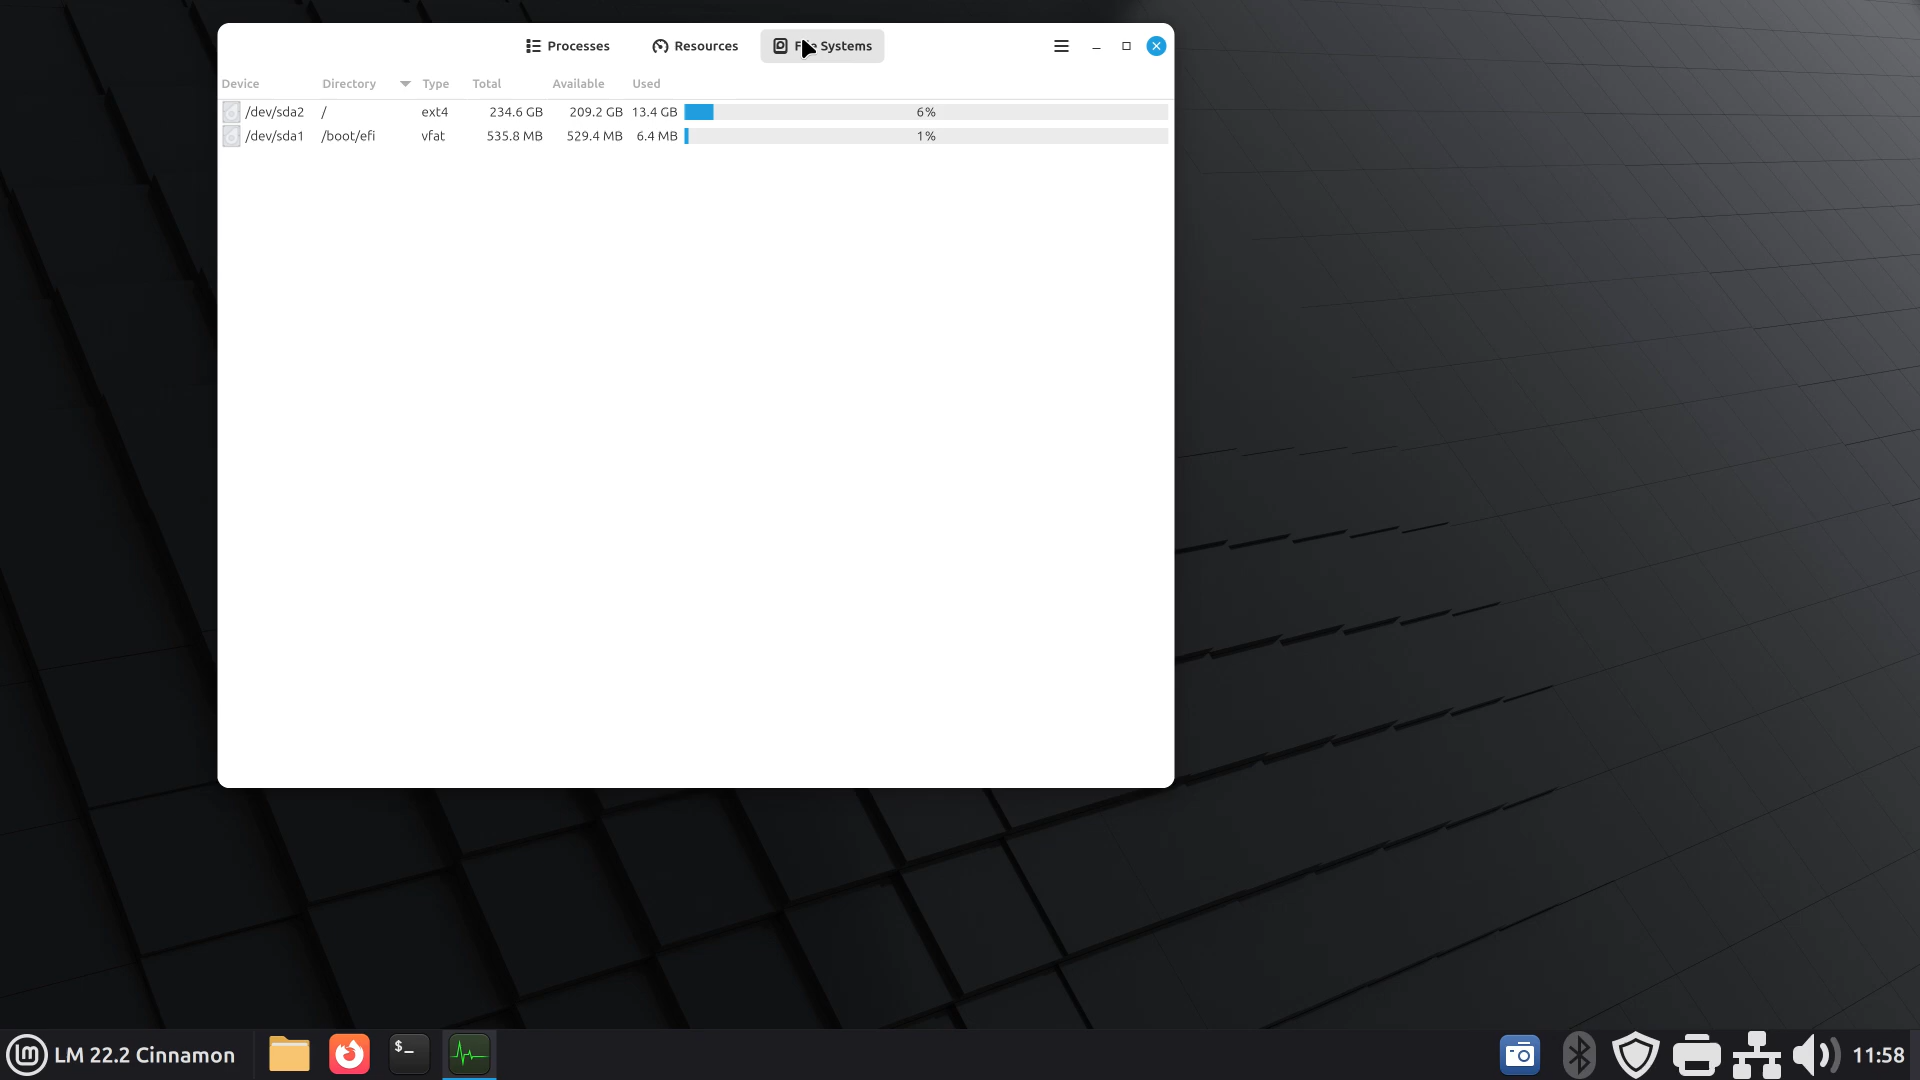 Processes Resources File Systems
Device Directory Type Total Available Used
/dev/sda2 / ext4 234.6 GB 209.2 GB 13.4 GB 6%
/dev/sda1 /boot/efi vfat 535.8 MB 529.4 MB 6.4 MB 1%
LM 22.2 Cinnamon $_ 11:58